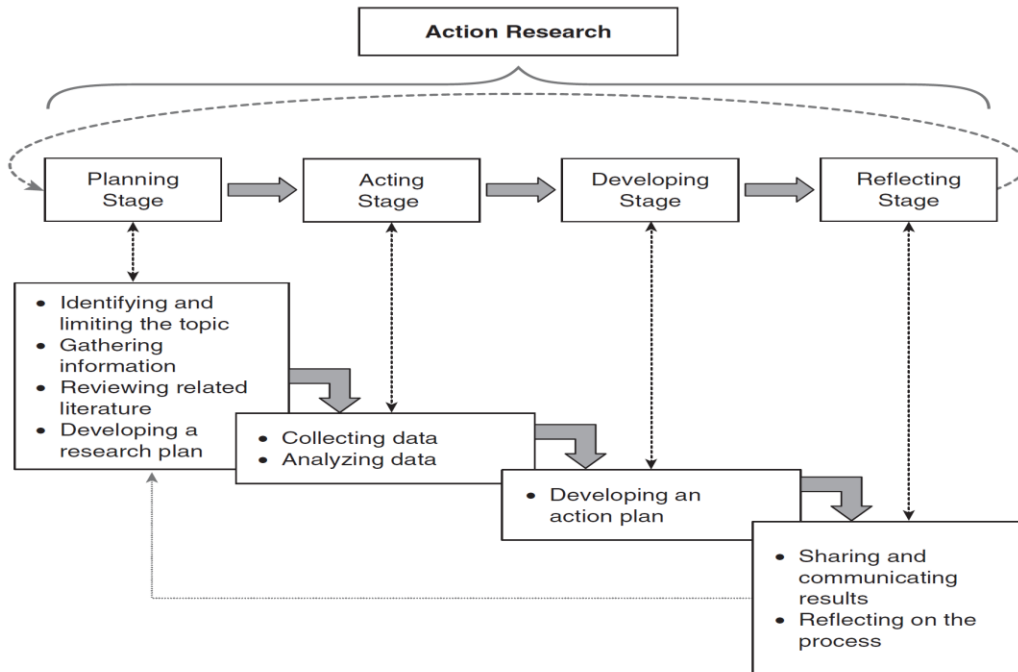 Action Research
Planning
Stage
Acting
Stage
Developing
Stage
Reflecting
Stage
• Identifying and
limiting the topic
• Gathering
information
• Reviewing related
literature
• Developing a
research plan
• Collecting data
• Analyzing data
• Developing an
action plan
• Sharing and
communicating
results
• Reflecting on the
process